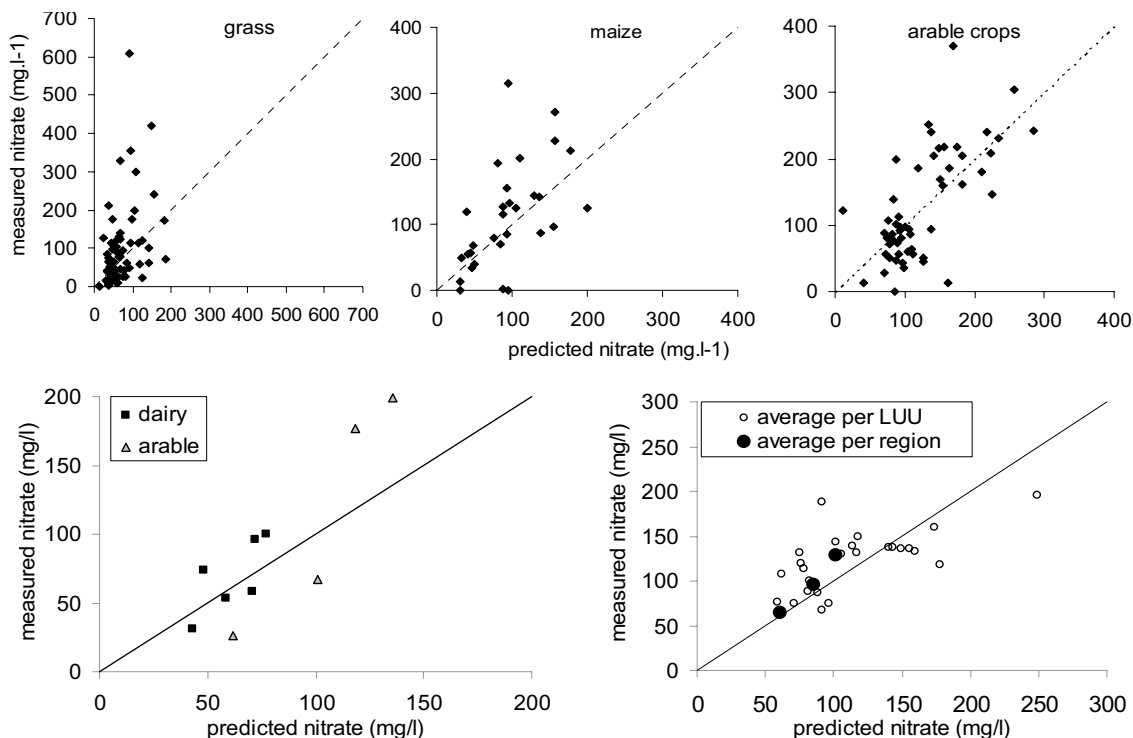 grass
measured nitrate (mg.l-1)
700
600
500
400
300
200
100
0
0 100 200 300 400 500 600 700
maize
400
300
200
100
0
0 100 200 300 400
arable crops
400
300
200
100
0
0 100 200 300 400
predicted nitrate (mg.l-1)
dairy
arable
measured nitrate (mg/l)
200
150
100
50
0
0 50 100 150 200
predicted nitrate (mg/l)
average per LUU
average per region
measured nitrate (mg/l)
300
250
200
150
100
50
0
0 50 100 150 200 250 300
predicted nitrate (mg/l)